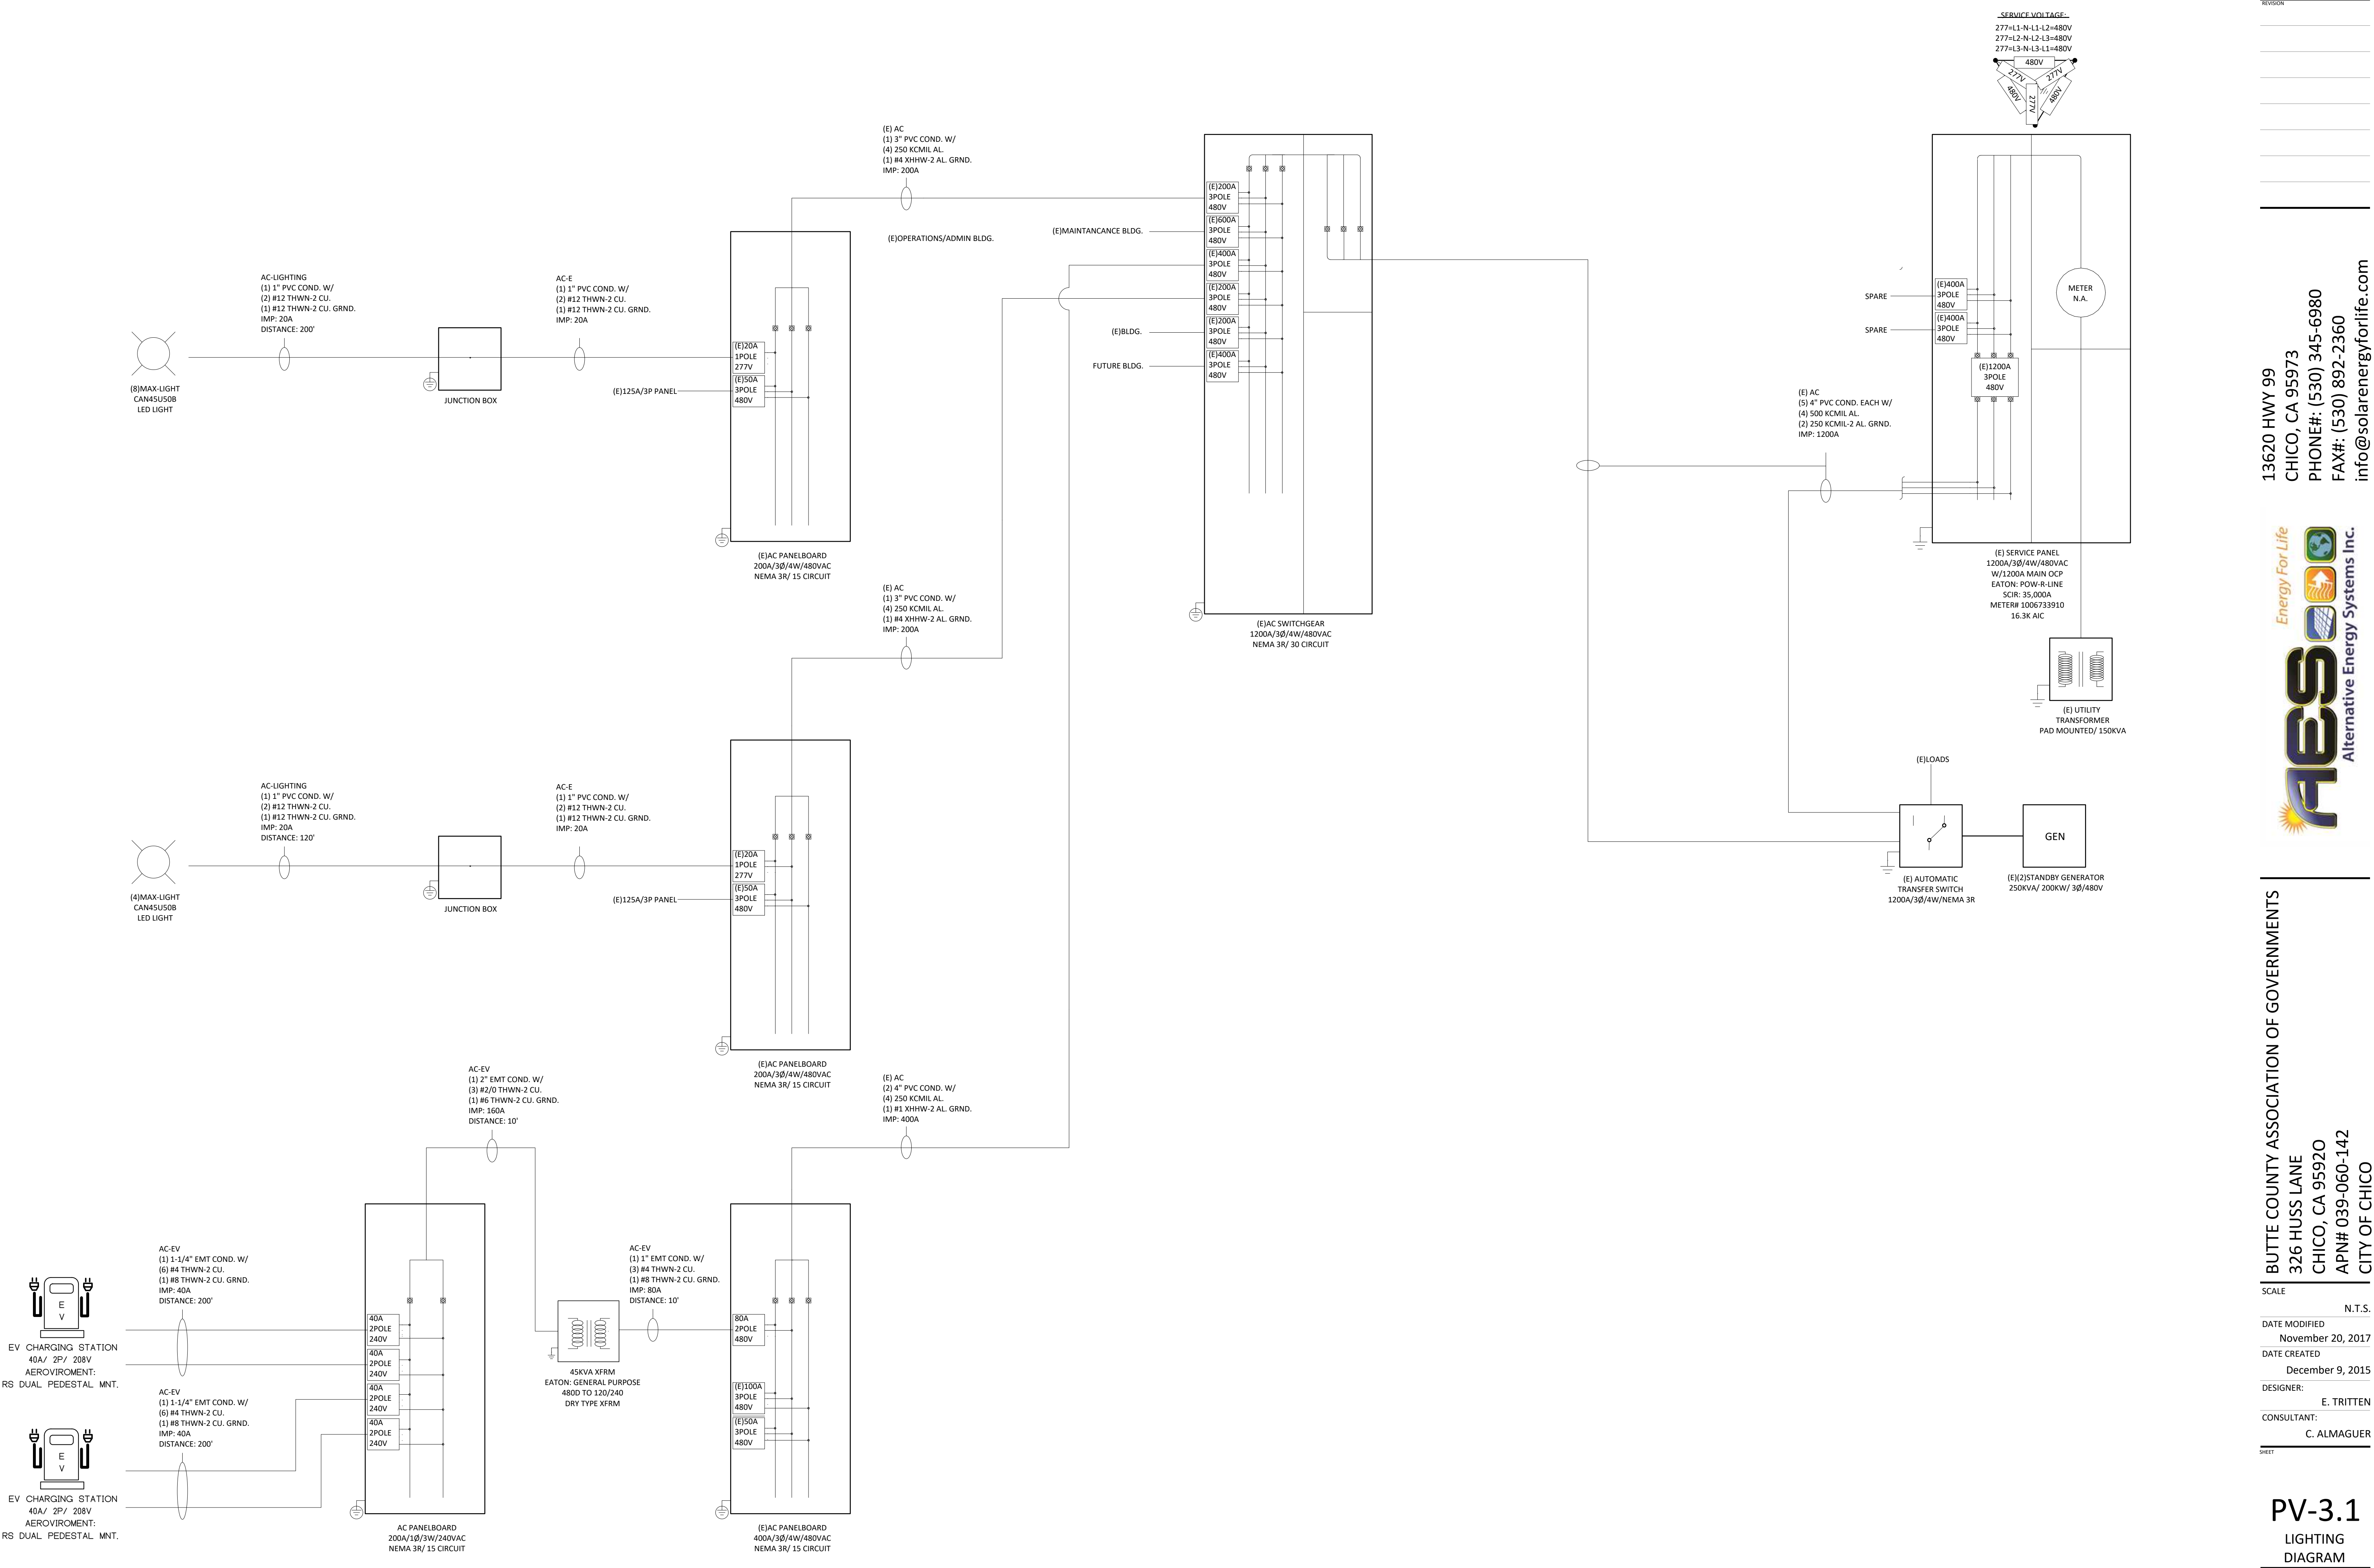 SERVICE VOLTAGE:
277=L1-N-L1-L2=480V
277=L2-N-L2-L3=480V
277=L3-N-L3-L1=480V
480V
277V
277V
480V
277V
480V
(E) AC
(1) 3" PVC COND. W/
(4) 250 KCMIL AL.
(1) #4 XHHW-2 AL. GRND.
IMP: 200A
(E)OPERATIONS/ADMIN BLDG.
(E)MAINTANCANCE BLDG.
(E)BLDG.
FUTURE BLDG.
(E)200A
3POLE
480V
(E)600A
3POLE
480V
(E)400A
3POLE
480V
(E)200A
3POLE
480V
(E)200A
3POLE
480V
(E)400A
3POLE
480V
(E)AC SWITCHGEAR
1200A/3Ø/4W/480VAC
NEMA 3R/ 30 CIRCUIT
AC-LIGHTING
(1) 1" PVC COND. W/
(2) #12 THWN-2 CU.
(1) #12 THWN-2 CU. GRND.
IMP: 20A
DISTANCE: 200'
AC-E
(1) 1" PVC COND. W/
(2) #12 THWN-2 CU.
(1) #12 THWN-2 CU. GRND.
IMP: 20A
(8)MAX-LIGHT
CAN45U50B
LED LIGHT
JUNCTION BOX
(E)125A/3P PANEL
(E)20A
1POLE
277V
(E)50A
3POLE
480V
(E)AC PANELBOARD
200A/3Ø/4W/480VAC
NEMA 3R/ 15 CIRCUIT
SPARE
SPARE
(E)400A
3POLE
480V
(E)400A
3POLE
480V
METER
N.A.
(E)1200A
3POLE
480V
(E) AC
(5) 4" PVC COND. EACH W/
(4) 500 KCMIL AL.
(2) 250 KCMIL-2 AL. GRND.
IMP: 1200A
(E) SERVICE PANEL
1200A/3Ø/4W/480VAC
W/1200A MAIN OCP
EATON: POW-R-LINE
SCIR: 35,000A
METER# 1006733910
16.3K AIC
(E) UTILITY
TRANSFORMER
PAD MOUNTED/ 150KVA
(E)LOADS
GEN
(E) AUTOMATIC
TRANSFER SWITCH
1200A/3Ø/4W/NEMA 3R
(E)(2)STANDBY GENERATOR
250KVA/ 200KW/ 3Ø/480V
(E) AC
(1) 3" PVC COND. W/
(4) 250 KCMIL AL.
(1) #4 XHHW-2 AL. GRND.
IMP: 200A
AC-LIGHTING
(1) 1" PVC COND. W/
(2) #12 THWN-2 CU.
(1) #12 THWN-2 CU. GRND.
IMP: 20A
DISTANCE: 120'
AC-E
(1) 1" PVC COND. W/
(2) #12 THWN-2 CU.
(1) #12 THWN-2 CU. GRND.
IMP: 20A
(4)MAX-LIGHT
CAN45U50B
LED LIGHT
JUNCTION BOX
(E)125A/3P PANEL
(E)20A
1POLE
277V
(E)50A
3POLE
480V
(E)AC PANELBOARD
200A/3Ø/4W/480VAC
NEMA 3R/ 15 CIRCUIT
AC-EV
(1) 2" EMT COND. W/
(3) #2/0 THWN-2 CU.
(1) #6 THWN-2 CU. GRND.
IMP: 160A
DISTANCE: 10'
(E) AC
(2) 4" PVC COND. W/
(4) 250 KCMIL AL.
(1) #1 XHHW-2 AL. GRND.
IMP: 400A
AC-EV
(1) 1-1/4" EMT COND. W/
(6) #4 THWN-2 CU.
(1) #8 THWN-2 CU. GRND.
IMP: 40A
DISTANCE: 200'
E
V
EV CHARGING STATION
40A/ 2P/ 208V
AEROVIROMENT:
RS DUAL PEDESTAL MNT.
AC-EV
(1) 1-1/4" EMT COND. W/
(6) #4 THWN-2 CU.
(1) #8 THWN-2 CU. GRND.
IMP: 40A
DISTANCE: 200'
E
V
EV CHARGING STATION
40A/ 2P/ 208V
AEROVIROMENT:
RS DUAL PEDESTAL MNT.
40A
2POLE
240V
40A
2POLE
240V
40A
2POLE
240V
40A
2POLE
240V
AC PANELBOARD
200A/1Ø/3W/240VAC
NEMA 3R/ 15 CIRCUIT
AC-EV
(1) 1" EMT COND. W/
(3) #4 THWN-2 CU.
(1) #8 THWN-2 CU. GRND.
IMP: 80A
DISTANCE: 10'
45KVA XFRM
EATON: GENERAL PURPOSE
480D TO 120/240
DRY TYPE XFRM
80A
2POLE
480V
(E)100A
3POLE
480V
(E)50A
3POLE
480V
(E)AC PANELBOARD
400A/3Ø/4W/480VAC
NEMA 3R/ 15 CIRCUIT
REVISION
13620 HWY 99
CHICO, CA 95973
PHONE#: (530) 345-6980
FAX#: (530) 892-2360
info@solarenergyforlife.com
Energy For Life
AES
Alternative Energy Systems Inc.
BUTTE COUNTY ASSOCIATION OF GOVERNMENTS
326 HUSS LANE
CHICO, CA 9592O
APN# 039-060-142
CITY OF CHICO
SCALE
N.T.S.
DATE MODIFIED
November 20, 2017
DATE CREATED
December 9, 2015
DESIGNER:
E. TRITTEN
CONSULTANT:
C. ALMAGUER
SHEET
PV-3.1
LIGHTING
DIAGRAM